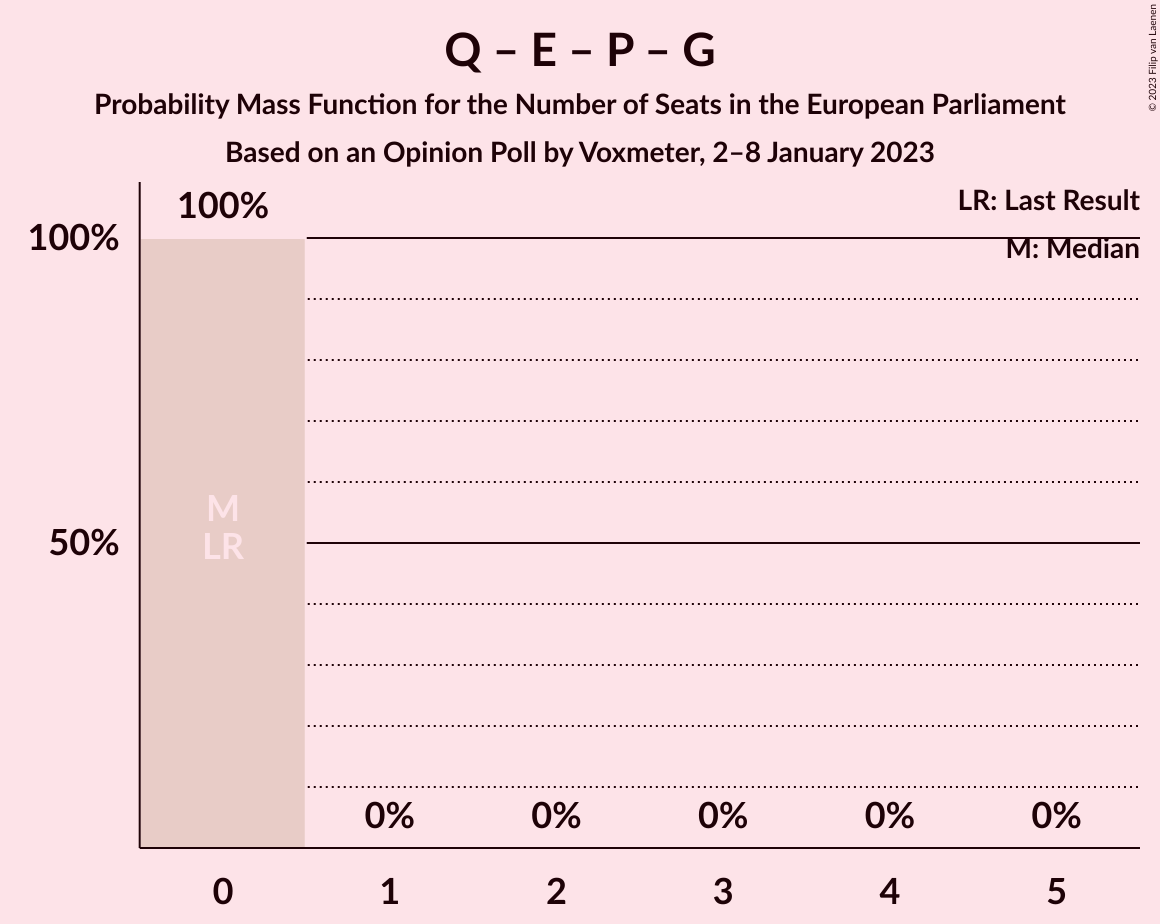 Q – E – P – G
Probability Mass Function for the Number of Seats in the European Parliament
Based on an Opinion Poll by Voxmeter, 2–8 January 2023
© 2023 Filip van Laenen
LR: Last Result
M: Median
100%
100%
50%
M
LR
0% 0% 0% 0% 0%
0 1 2 3 4 5